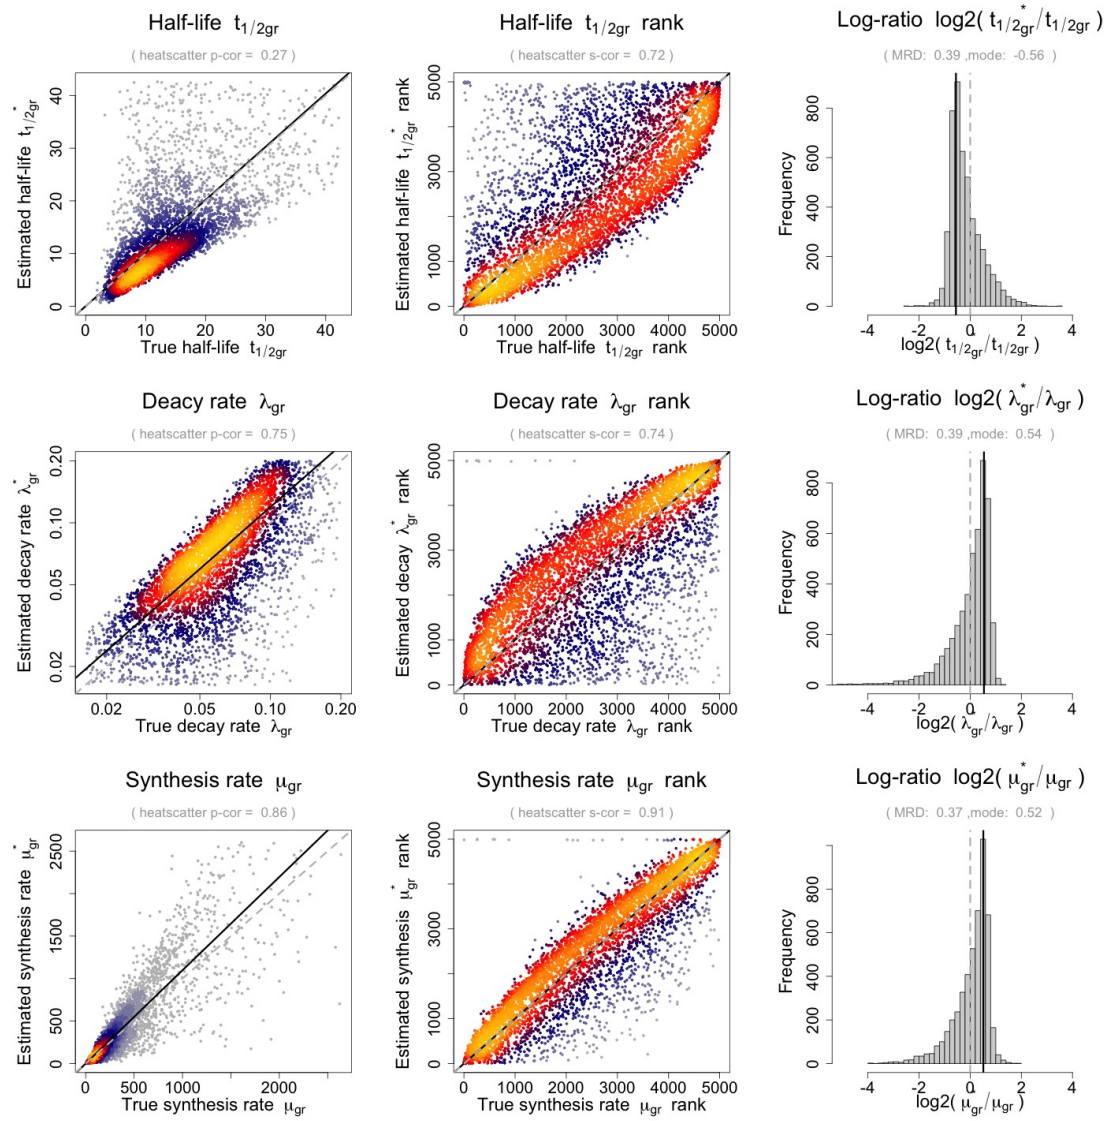 Half-life t1/2gr
( heatscatter p-cor = 0.27 )
Estimated half-life t*1/2gr
40
30
20
10
0
0 10 20 30 40
True half-life t1/2gr
Half-life t1/2gr rank
( heatscatter s-cor = 0.72 )
Estimated half-life t*1/2gr rank
5000
3000
1000
0
0 1000 2000 3000 4000 5000
True half-life t1/2gr rank
Log-ratio log2( t*1/2gr/t1/2gr )
( MRD: 0.39 ,mode: -0.56 )
Frequency
800
600
400
200
0
-4 -2 0 2 4
log2( t*1/2gr/t1/2gr )
Deacy rate λgr
( heatscatter p-cor = 0.75 )
Estimated decay rate λ*gr
0.20
0.10
0.05
0.02
0.02 0.05 0.10 0.20
True decay rate λgr
Decay rate λgr rank
( heatscatter s-cor = 0.74 )
Estimated decay λ*gr rank
5000
3000
1000
0
0 1000 2000 3000 4000 5000
True decay rate λgr rank
Log-ratio log2( λ*gr/λgr )
( MRD: 0.39 ,mode: 0.54 )
Frequency
800
600
400
200
0
-4 -2 0 2 4
log2( λ*gr/λgr )
Synthesis rate μgr
( heatscatter p-cor = 0.86 )
Estimated synthesis rate μ*gr
2500
1500
500
0
0 500 1000 2000
True synthesis rate μgr
Synthesis rate μgr rank
( heatscatter s-cor = 0.91 )
Estimated synthesis μ*gr rank
5000
3000
1000
0
0 1000 2000 3000 4000 5000
True synthesis rate μgr rank
Log-ratio log2( μ*gr/μgr )
( MRD: 0.37 ,mode: 0.52 )
Frequency
800
600
400
200
0
-4 -2 0 2 4
log2( μ*gr/μgr )